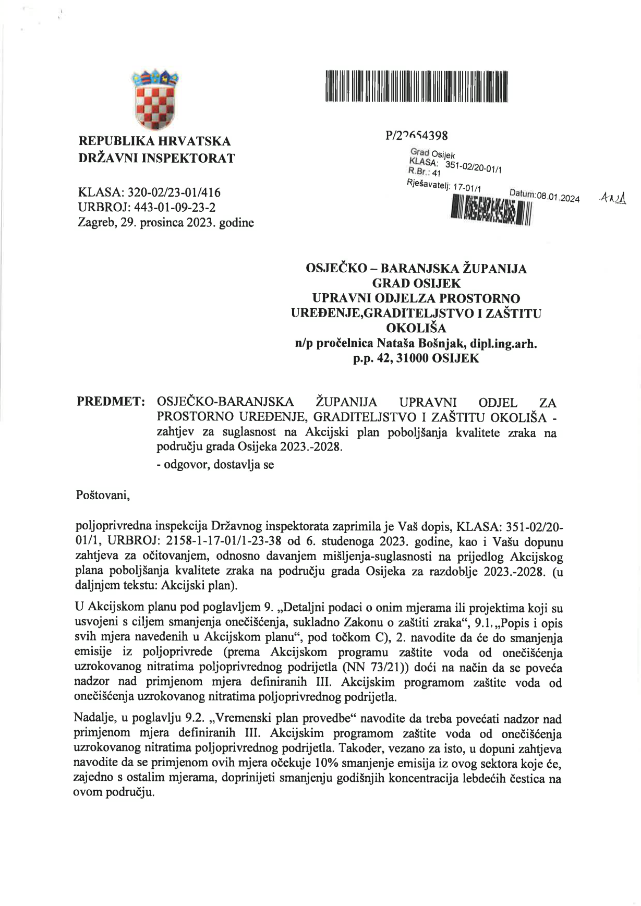 REPUBLIKA HRVATSKA
DRŽAVNI INSPEKTORAT
KLASA: 320-02/23-01/416
URBROJ: 443-01-09-23-2
Zagreb, 29. prosinca 2023. godine
P/22654398
Grad Osijek
KLASA: 351-02/20-01/1
R.Br.: 41
Rješavatelj: 17-01/1
Datum:08.01.2024
OSJEČKO – BARANJSKA ŽUPANIJA
GRAD OSIJEK
UPRAVNI ODJELZA PROSTORNO
UREĐENJE,GRADITELJSTVO I ZAŠTITU
OKOLIŠA
n/p pročelnica Nataša Bošnjak, dipl.ing.arh.
p.p. 42, 31000 OSIJEK
PREDMET: OSJEČKO-BARANJSKA ŽUPANIJA UPRAVNI ODJEL ZA
PROSTORNO UREĐENJE, GRADITELJSTVO I ZAŠTITU OKOLIŠA -
zahtjev za suglasnost na Akcijski plan poboljšanja kvalitete zraka na
području grada Osijeka 2023.-2028.
- odgovor, dostavlja se
Poštovani,
poljoprivredna inspekcija Državnog inspektorata zaprimila je Vaš dopis, KLASA: 351-02/20-
01/1, URBROJ: 2158-1-17-01/1-23-38 od 6. studenoga 2023. godine, kao i Vašu dopunu
zahtjeva za očitovanjem, odnosno davanjem mišljenja-suglasnosti na prijedlog Akcijskog
plana poboljšanja kvalitete zraka na području grada Osijeka za razdoblje 2023.-2028. (u
daljnjem tekstu: Akcijski plan).
U Akcijskom planu pod poglavljem 9. „Detaljni podaci o onim mjerama ili projektima koji su
usvojeni s ciljem smanjenja onečišćenja, sukladno Zakonu o zaštiti zraka“, 9.1.„Popis i opis
svih mjera navedenih u Akcijskom planu“, pod točkom C), 2. navodite da će do smanjenja
emisije iz poljoprivrede (prema Akcijskom programu zaštite voda od onečišćenja
uzrokovanog nitratima poljoprivrednog podrijetla (NN 73/21)) doći na način da se poveća
nadzor nad primjenom mjera definiranih III. Akcijskim programom zaštite voda od
onečišćenja uzrokovanog nitratima poljoprivrednog podrijetla.
Nadalje, u poglavlju 9.2. „Vremenski plan provedbe“ navodite da treba povećati nadzor nad
primjenom mjera definiranih III. Akcijskim programom zaštite voda od onečišćenja
uzrokovanog nitratima poljoprivrednog podrijetla. Također, vezano za isto, u dopuni zahtjeva
navodite da se primjenom ovih mjera očekuje 10% smanjenje emisija iz ovog sektora koje će,
zajedno s ostalim mjerama, doprinijeti smanjenju godišnjih koncentracija lebdećih čestica na
ovom području.